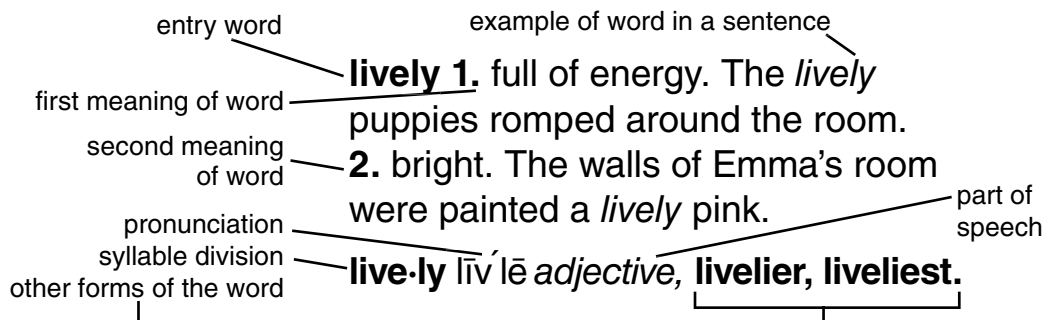 entry word
example of word in a sentence
lively 1. full of energy. The lively
first meaning of word
puppies romped around the room.
second meaning
of word
2. bright. The walls of Emma's room
were painted a lively pink.
part of
speech
pronunciation
syllable division
live·ly līv´lē adjective, livelier, liveliest.
other forms of the word